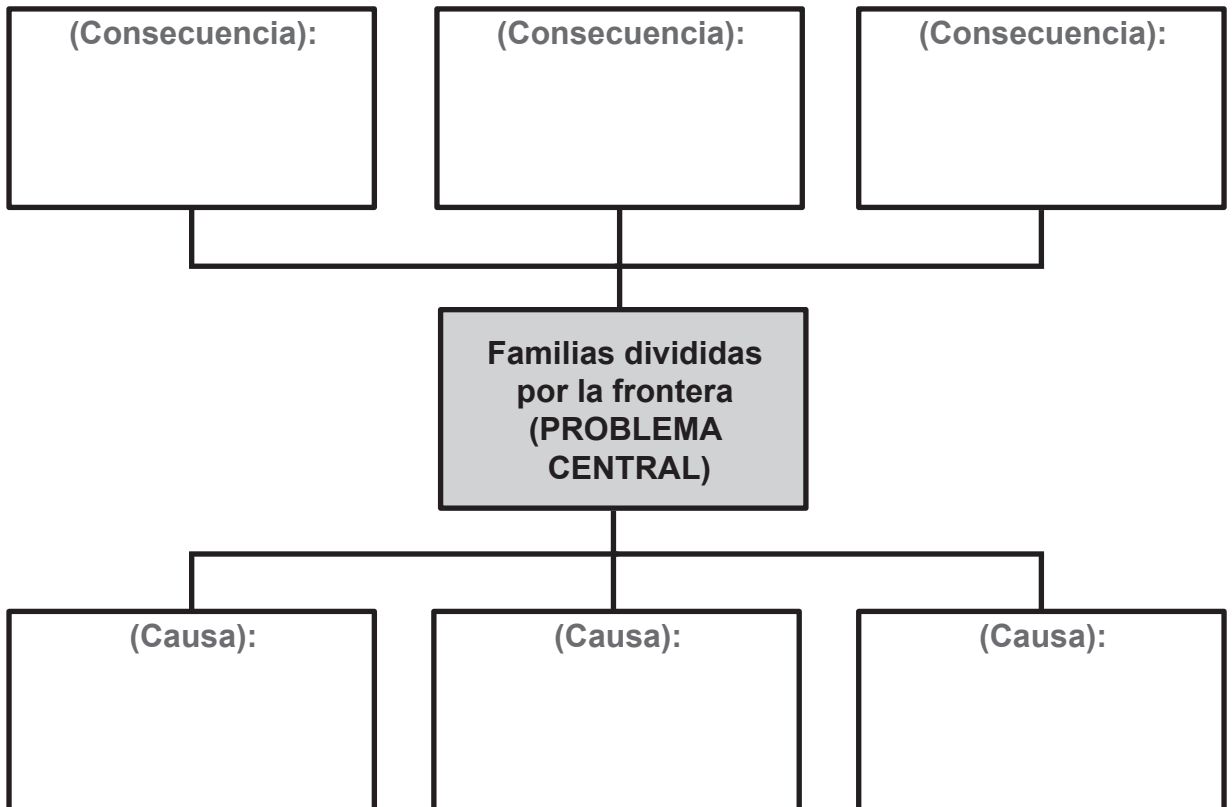 (Consecuencia):
(Consecuencia):
(Consecuencia):
Familias divididas
por la frontera
(PROBLEMA
CENTRAL)
(Causa):
(Causa):
(Causa):